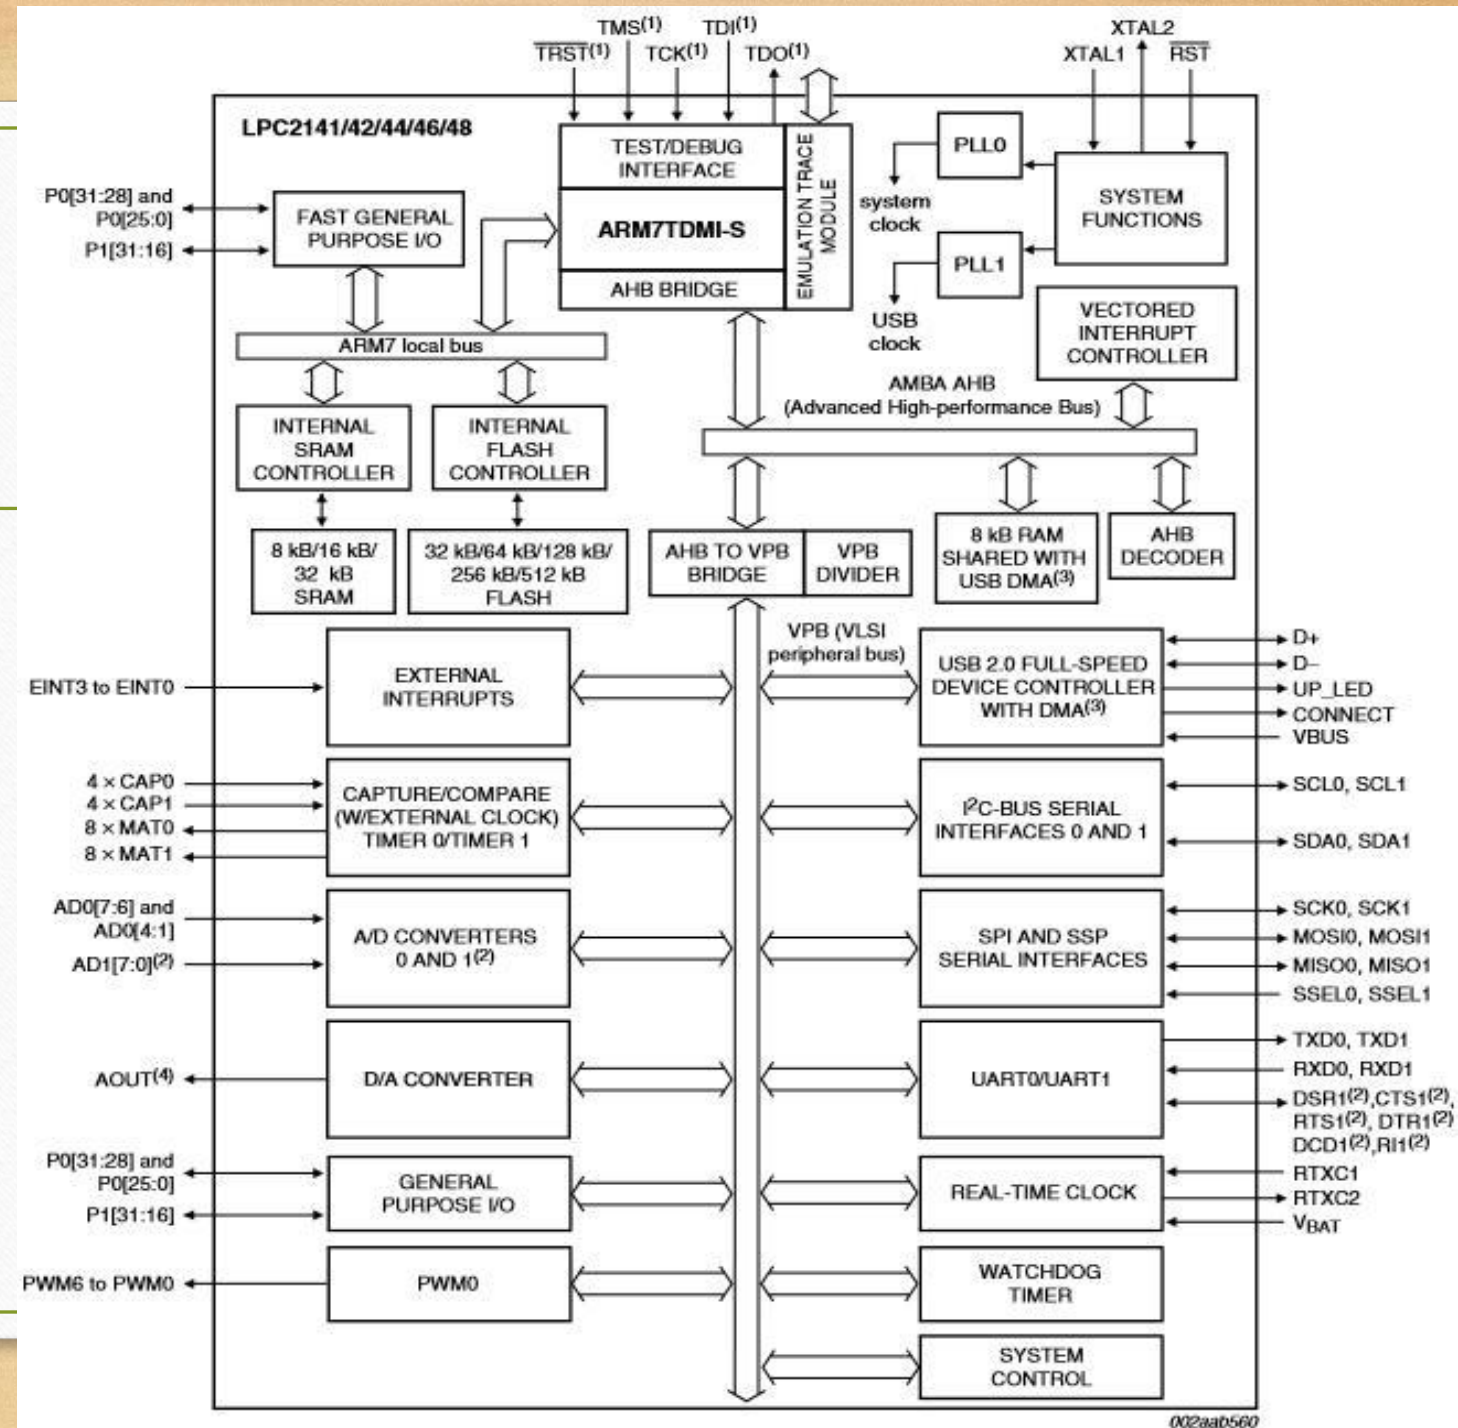 TMS(1)
TDI(1)
TRST(1)
TCK(1)
TDO(1)
XTAL2
XTAL1
RST
LPC2141/42/44/46/48
TEST/DEBUG
INTERFACE
ARM7TDMI-S
AHB BRIDGE
EMULATION TRACE
MODULE
PLL0
system
clock
PLL1
USB
clock
SYSTEM
FUNCTIONS
P0[31:28] and
P0[25:0]
P1[31:16]
FAST GENERAL
PURPOSE I/O
VECTORED
INTERRUPT
CONTROLLER
ARM7 local bus
AMBA AHB
(Advanced High-performance Bus)
INTERNAL
SRAM
CONTROLLER
INTERNAL
FLASH
CONTROLLER
8 kB/16 kB/
32 kB
SRAM
32 kB/64 kB/128 kB/
256 kB/512 kB
FLASH
AHB TO VPB
BRIDGE
VPB
DIVIDER
8 kB RAM
SHARED WITH
USB DMA(3)
AHB
DECODER
VPB (VLSI
peripheral bus)
EINT3 to EINT0
EXTERNAL
INTERRUPTS
USB 2.0 FULL-SPEED
DEVICE CONTROLLER
WITH DMA(3)
D+
D−
UP_LED
CONNECT
VBUS
4 × CAP0
4 × CAP1
8 × MAT0
8 × MAT1
CAPTURE/COMPARE
(W/EXTERNAL CLOCK)
TIMER 0/TIMER 1
I2C-BUS SERIAL
INTERFACES 0 AND 1
SCL0, SCL1
SDA0, SDA1
AD0[7:6] and
AD0[4:1]
AD1[7:0](2)
A/D CONVERTERS
0 AND 1(2)
SPI AND SSP
SERIAL INTERFACES
SCK0, SCK1
MOSI0, MOSI1
MISO0, MISO1
SSEL0, SSEL1
AOUT(4)
D/A CONVERTER
UART0/UART1
TXD0, TXD1
RXD0, RXD1
DSR1(2),CTS1(2),
RTS1(2), DTR1(2)
DCD1(2),RI1(2)
P0[31:28] and
P0[25:0]
P1[31:16]
GENERAL
PURPOSE I/O
REAL-TIME CLOCK
RTXC1
RTXC2
VBAT
PWM6 to PWM0
PWM0
WATCHDOG
TIMER
SYSTEM
CONTROL
002aab560